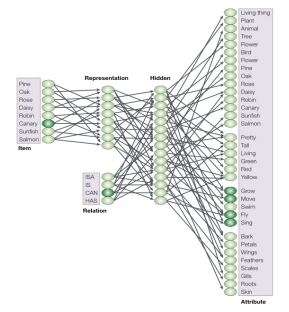 Representation
Hidden
Pine
Oak
Rose
Daisy
Robin
Canary
Sunfish
Salmon
Item
ISA
IS
CAN
HAS
Relation
Living thing
Plant
Animal
Tree
Flower
Bird
Flower
Pine
Oak
Rose
Daisy
Robin
Canary
Sunfish
Salmon
Pretty
Tall
Living
Green
Red
Yellow
Grow
Move
Swim
Fly
Sing
Bark
Petals
Wings
Feathers
Scales
Gills
Roots
Skin
Attribute